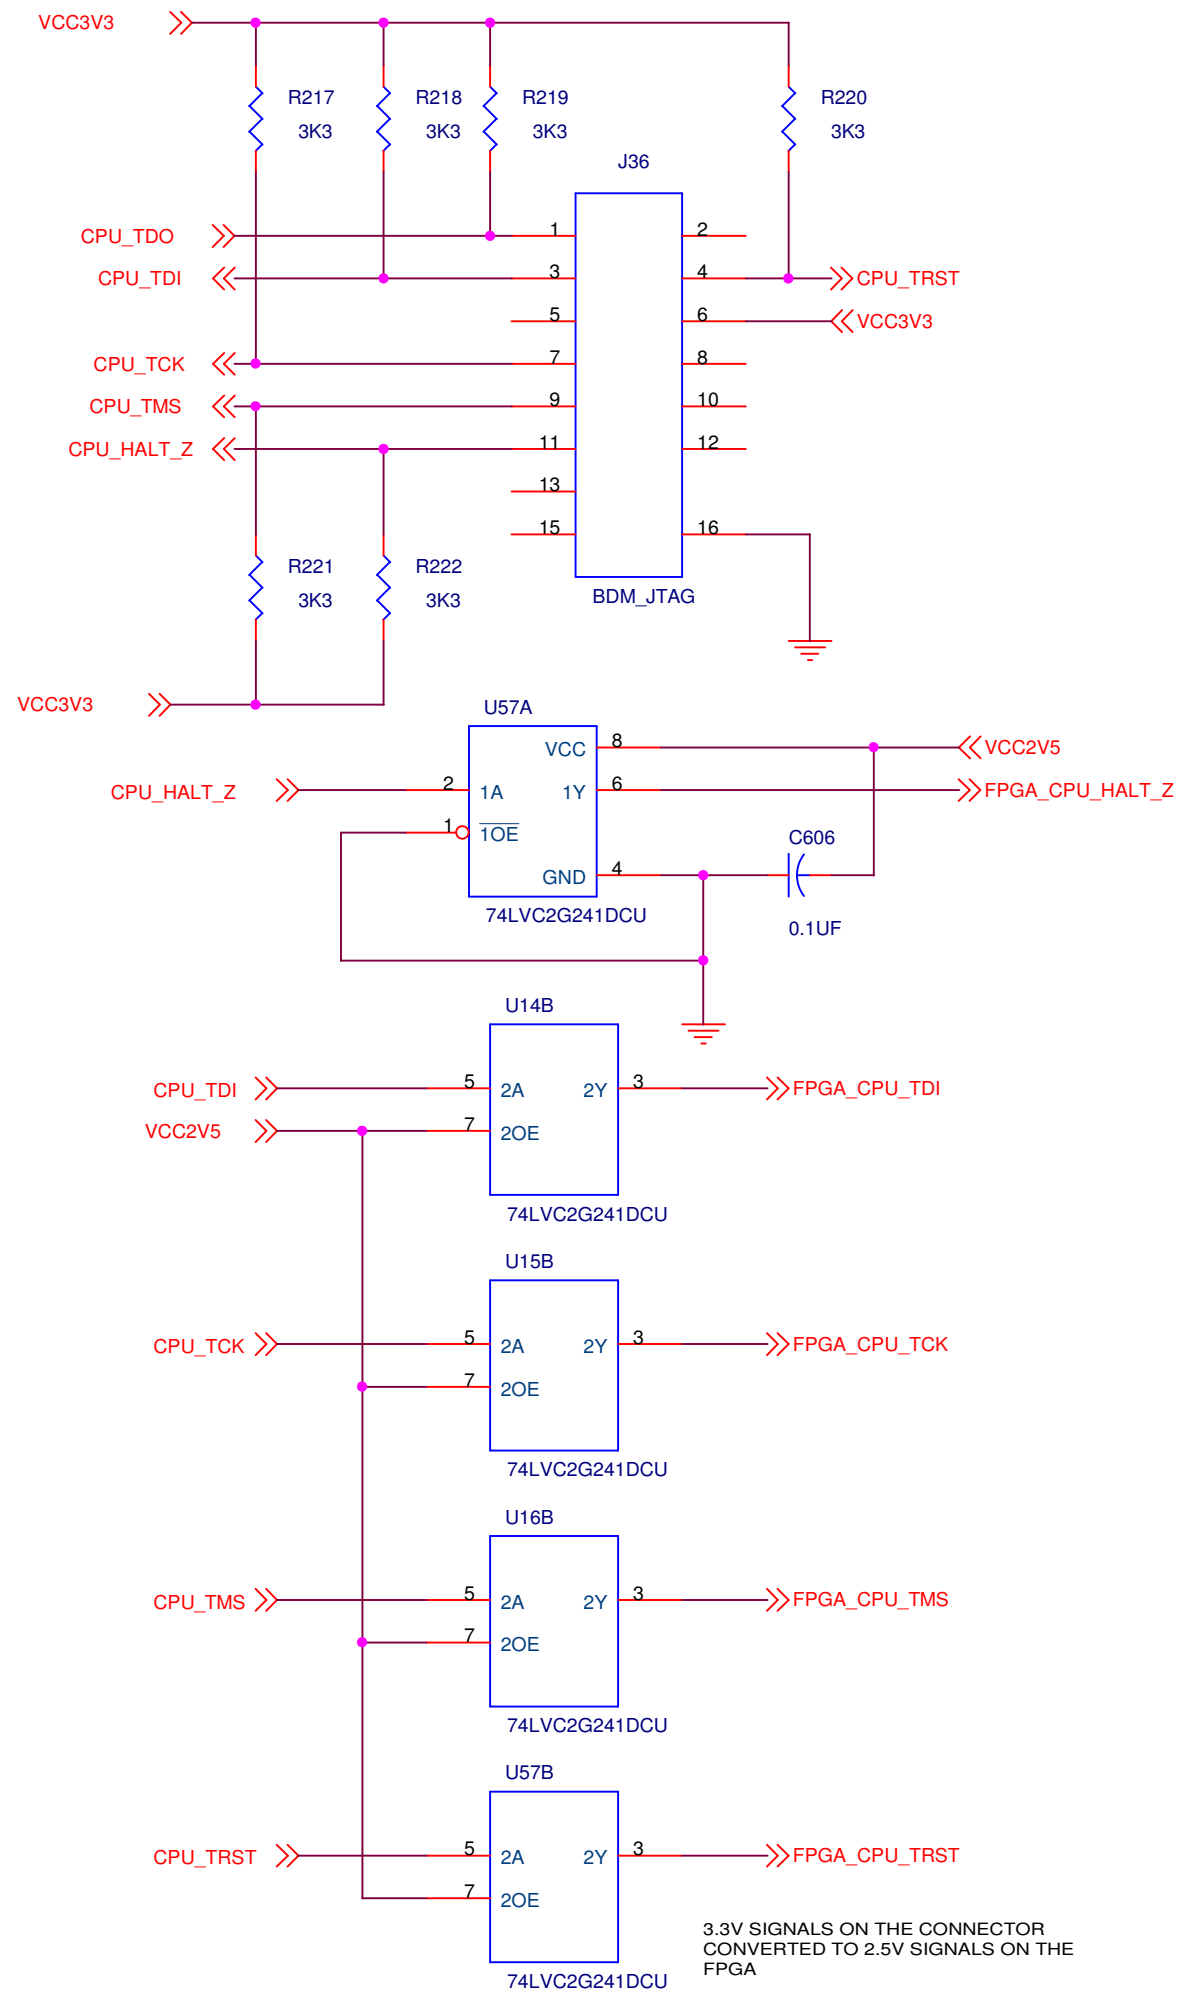 VCC3V3
R217
R218
R219
R220
3K3
3K3
3K3
3K3
J36
CPU_TDO
1
2
CPU_TDI
3
4
CPU_TRST
5
6
VCC3V3
CPU_TCK
7
8
CPU_TMS
9
10
CPU_HALT_Z
11
12
13
15
16
R221
R222
3K3
3K3
BDM_JTAG
VCC3V3
U57A
VCC
8
VCC2V5
CPU_HALT_Z
2
1A
1Y
6
FPGA_CPU_HALT_Z
1
1OE
C606
GND
4
74LVC2G241DCU
0.1UF
U14B
CPU_TDI
5
2A
2Y
3
FPGA_CPU_TDI
VCC2V5
7
2OE
74LVC2G241DCU
U15B
CPU_TCK
5
2A
2Y
3
FPGA_CPU_TCK
7
2OE
74LVC2G241DCU
U16B
CPU_TMS
5
2A
2Y
3
FPGA_CPU_TMS
7
2OE
74LVC2G241DCU
U57B
CPU_TRST
5
2A
2Y
3
FPGA_CPU_TRST
7
2OE
74LVC2G241DCU
3.3V SIGNALS ON THE CONNECTOR
CONVERTED TO 2.5V SIGNALS ON THE
FPGA